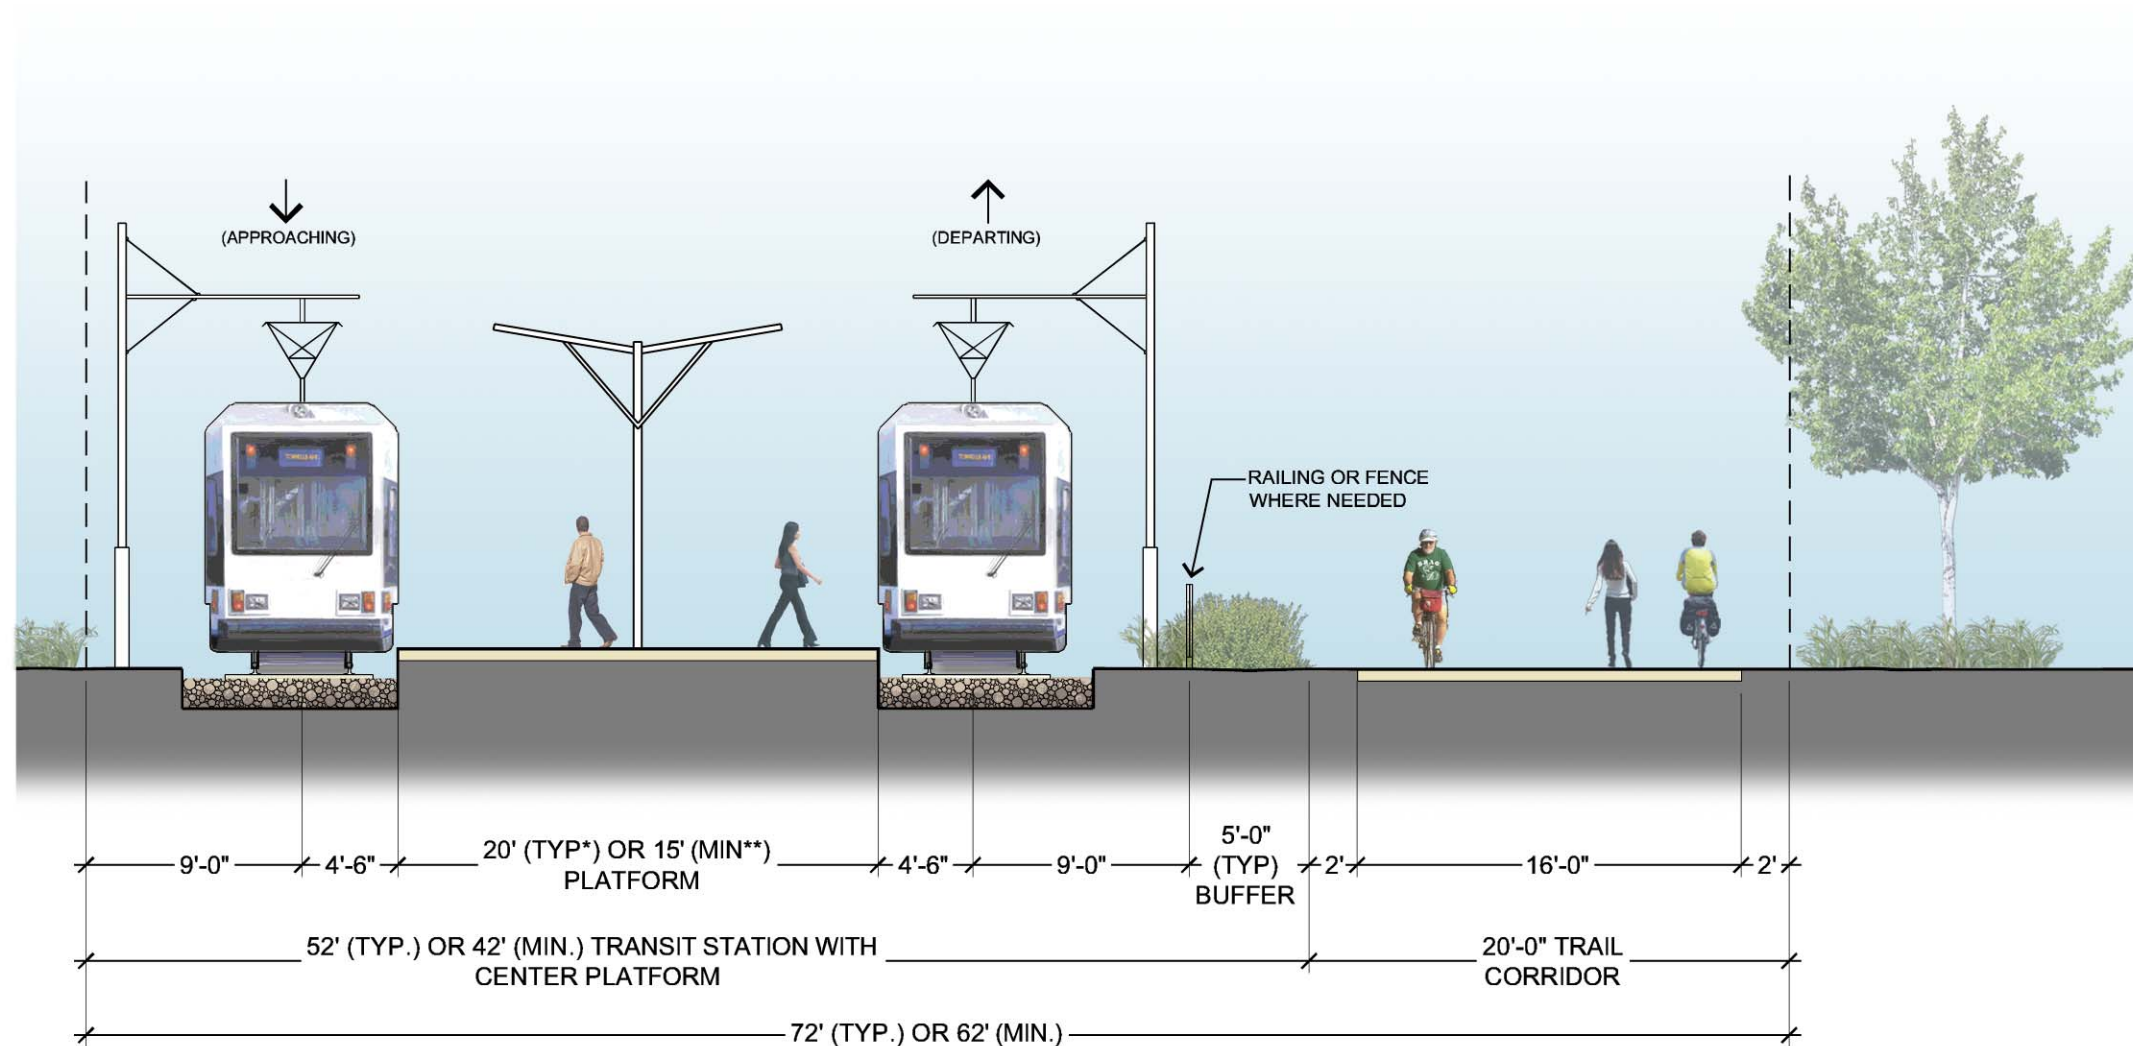 (APPROACHING)
(DEPARTING)
RAILING OR FENCE
WHERE NEEDED
9'-0"
4'-6"
20' (TYP*) OR 15' (MIN**)
PLATFORM
4'-6"
9'-0"
5'-0"
(TYP)
BUFFER
2'
16'-0"
2'
52' (TYP.) OR 42' (MIN.) TRANSIT STATION WITH
CENTER PLATFORM
20'-0" TRAIL
CORRIDOR
72' (TYP.) OR 62' (MIN.)